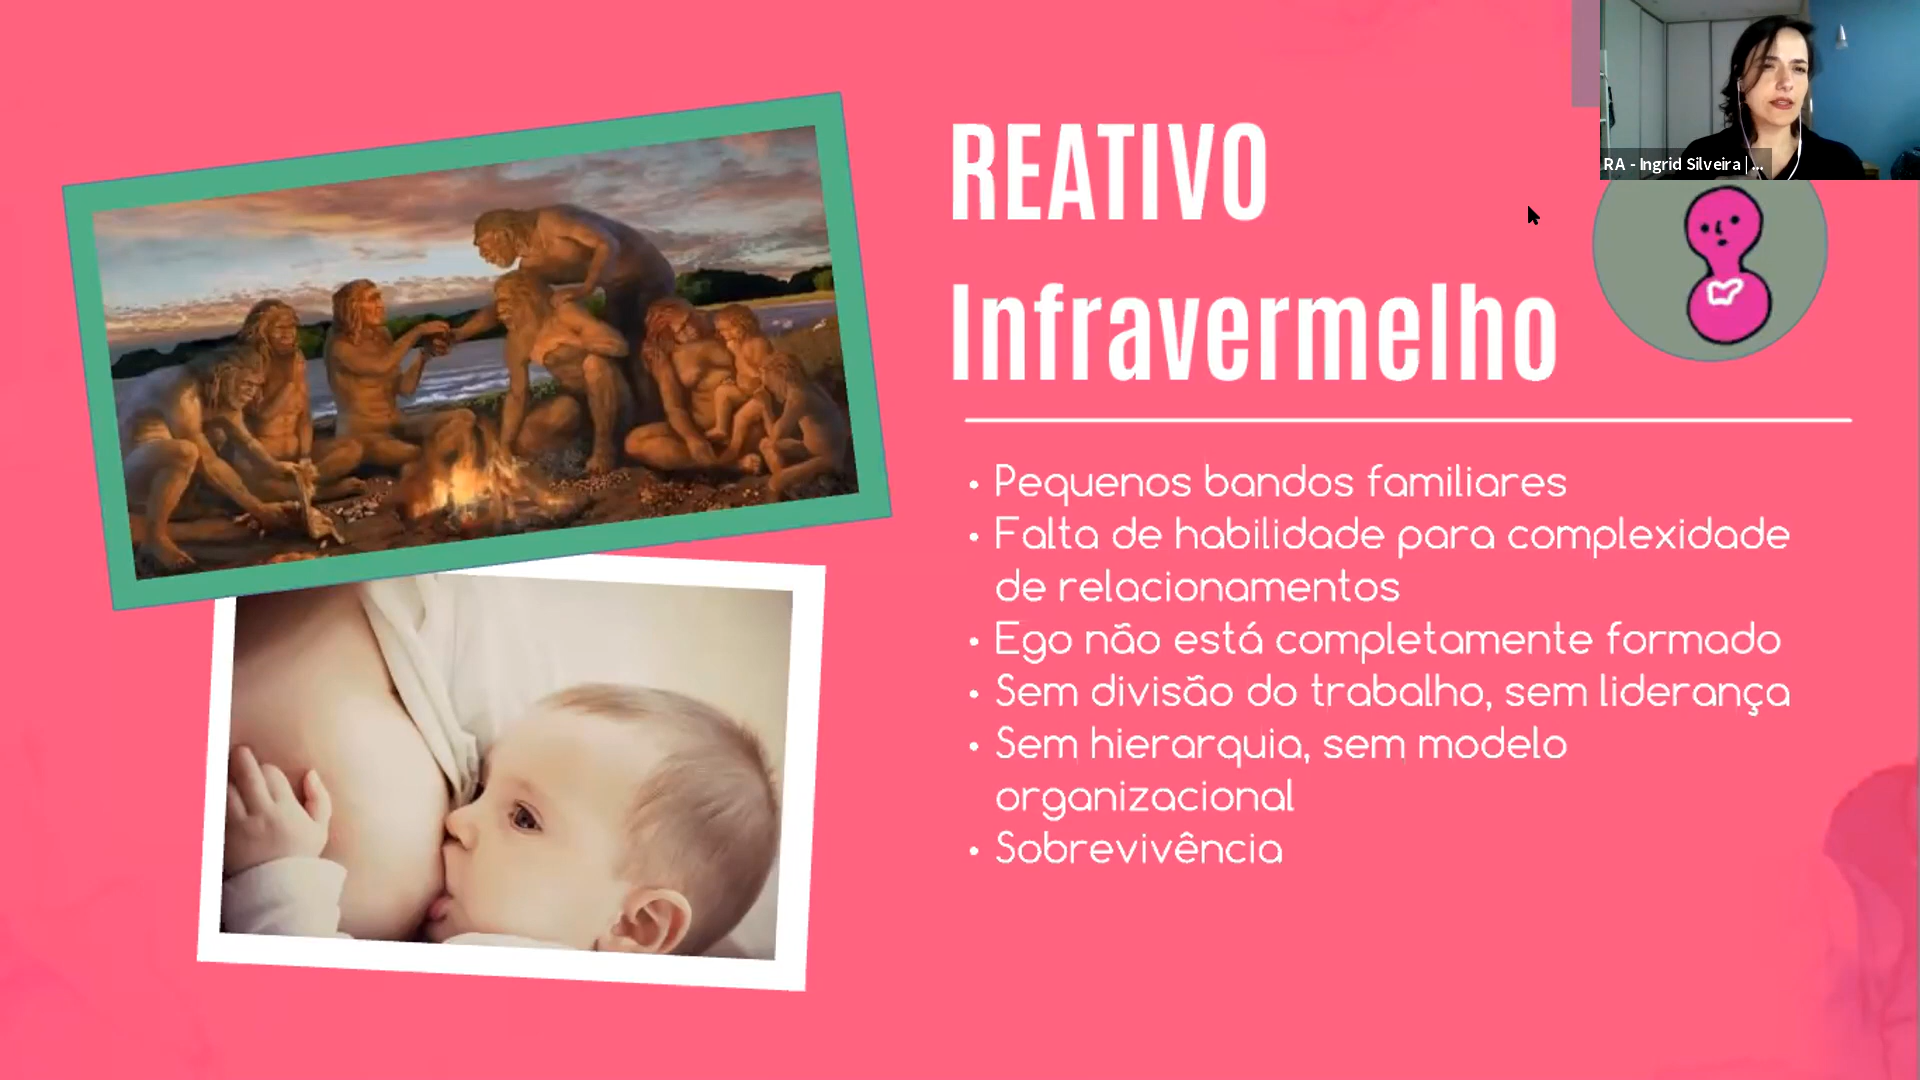 RA - Ingrid Silveira | ...
REATIVO
Infravermelho
• Pequenos bandos familiares
• Falta de habilidade para complexidade
de relacionamentos
• Ego não está completamente formado
• Sem divisão do trabalho, sem liderança
• Sem hierarquia, sem modelo
organizacional
• Sobrevivência